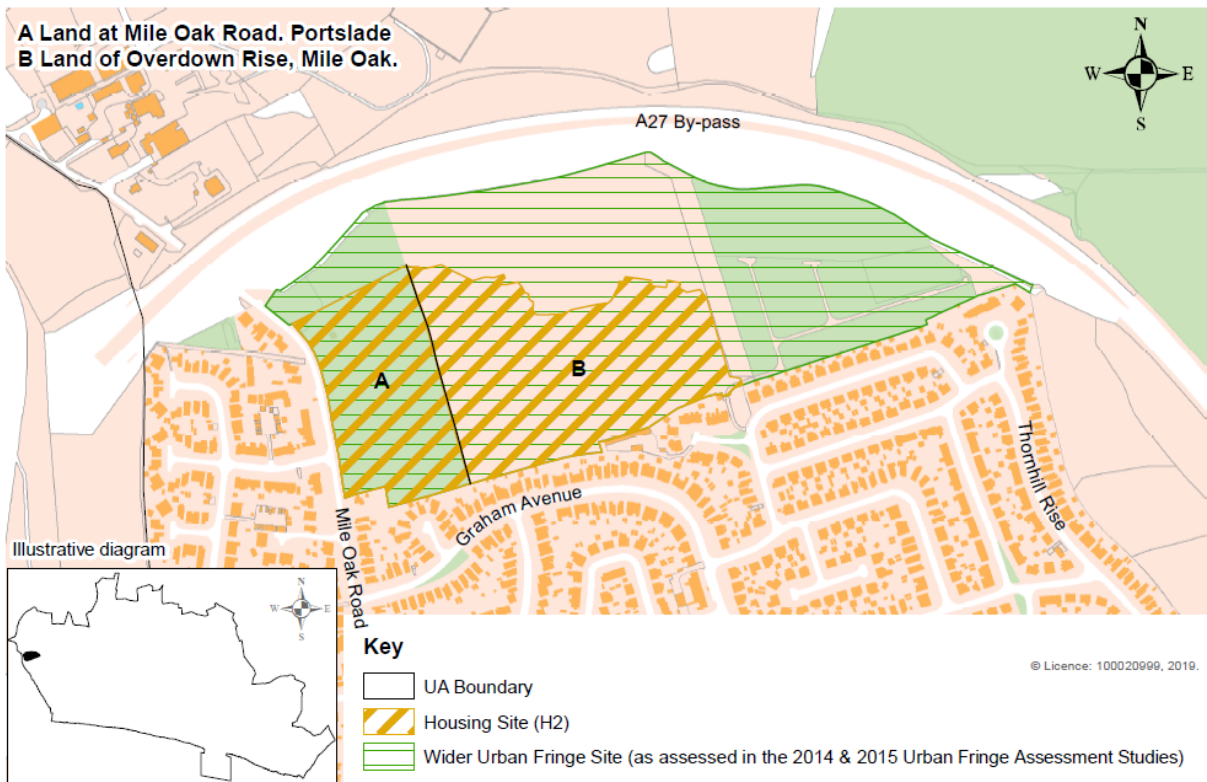 A Land at Mile Oak Road. Portslade
B Land of Overdown Rise, Mile Oak.
N
W E
S
A27 By-pass
A
B
Thornhill Rise
Graham Avenue
Mile Oak Road
Illustrative diagram
N
W E
S
Key
UA Boundary
Housing Site (H2)
Wider Urban Fringe Site (as assessed in the 2014 & 2015 Urban Fringe Assessment Studies)
© Licence: 100020999, 2019.